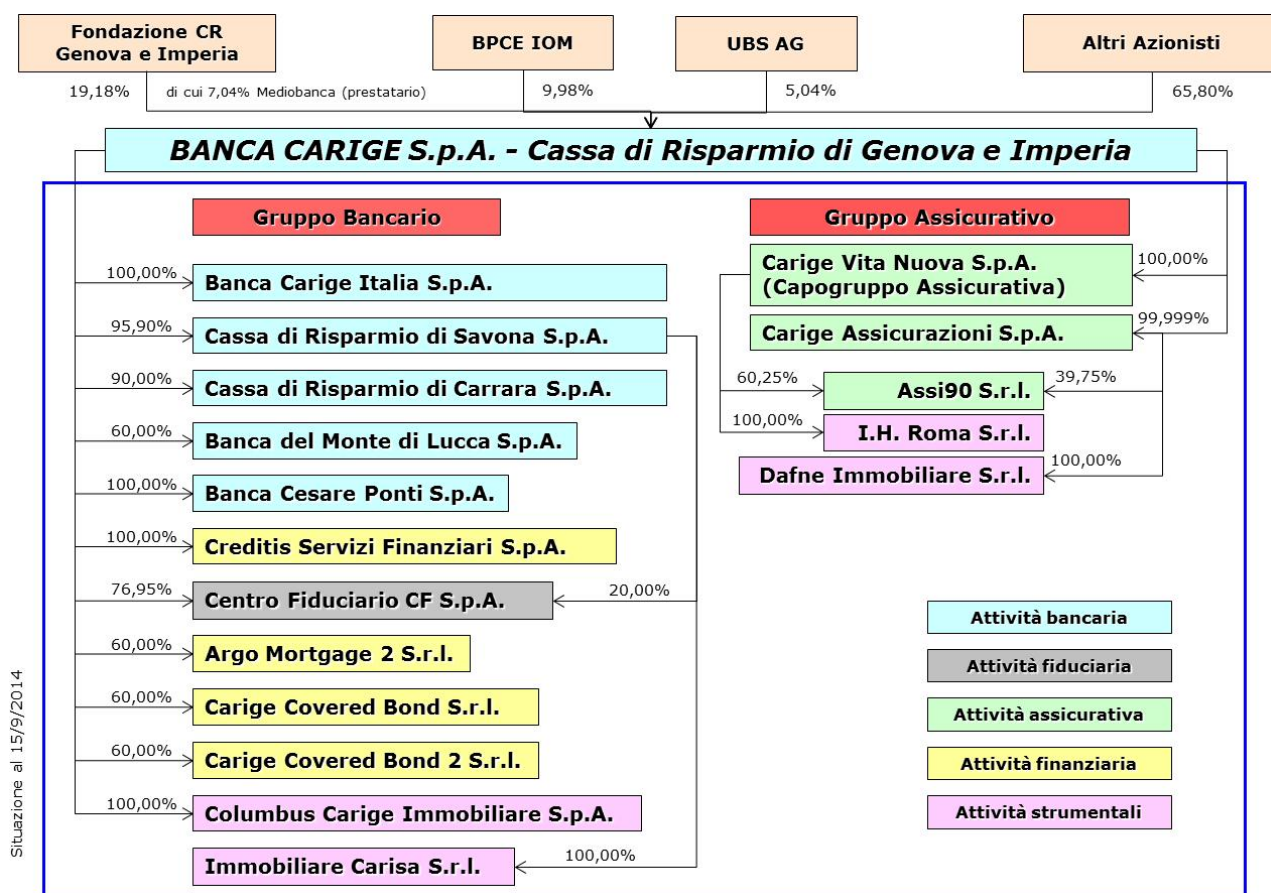 Fondazione CR
Genova e Imperia
BPCE IOM
UBS AG
Altri Azionisti
19,18%
di cui 7,04% Mediobanca (prestatario)
9,98%
5,04%
65,80%
BANCA CARIGE S.p.A. - Cassa di Risparmio di Genova e Imperia
Gruppo Bancario
100,00%
Banca Carige Italia S.p.A.
95,90%
Cassa di Risparmio di Savona S.p.A.
90,00%
Cassa di Risparmio di Carrara S.p.A.
60,00%
Banca del Monte di Lucca S.p.A.
100,00%
Banca Cesare Ponti S.p.A.
100,00%
Creditis Servizi Finanziari S.p.A.
76,95%
Centro Fiduciario CF S.p.A.
20,00%
60,00%
Argo Mortgage 2 S.r.l.
60,00%
Carige Covered Bond S.r.l.
60,00%
Carige Covered Bond 2 S.r.l.
100,00%
Columbus Carige Immobiliare S.p.A.
Immobiliare Carisa S.r.l.
100,00%
Gruppo Assicurativo
Carige Vita Nuova S.p.A.
(Capogruppo Assicurativa)
100,00%
Carige Assicurazioni S.p.A.
99,999%
60,25%
Assi90 S.r.l.
39,75%
100,00%
I.H. Roma S.r.l.
Dafne Immobiliare S.r.l.
100,00%
Attività bancaria
Attività fiduciaria
Attività assicurativa
Attività finanziaria
Attività strumentali
Situazione al 15/9/2014